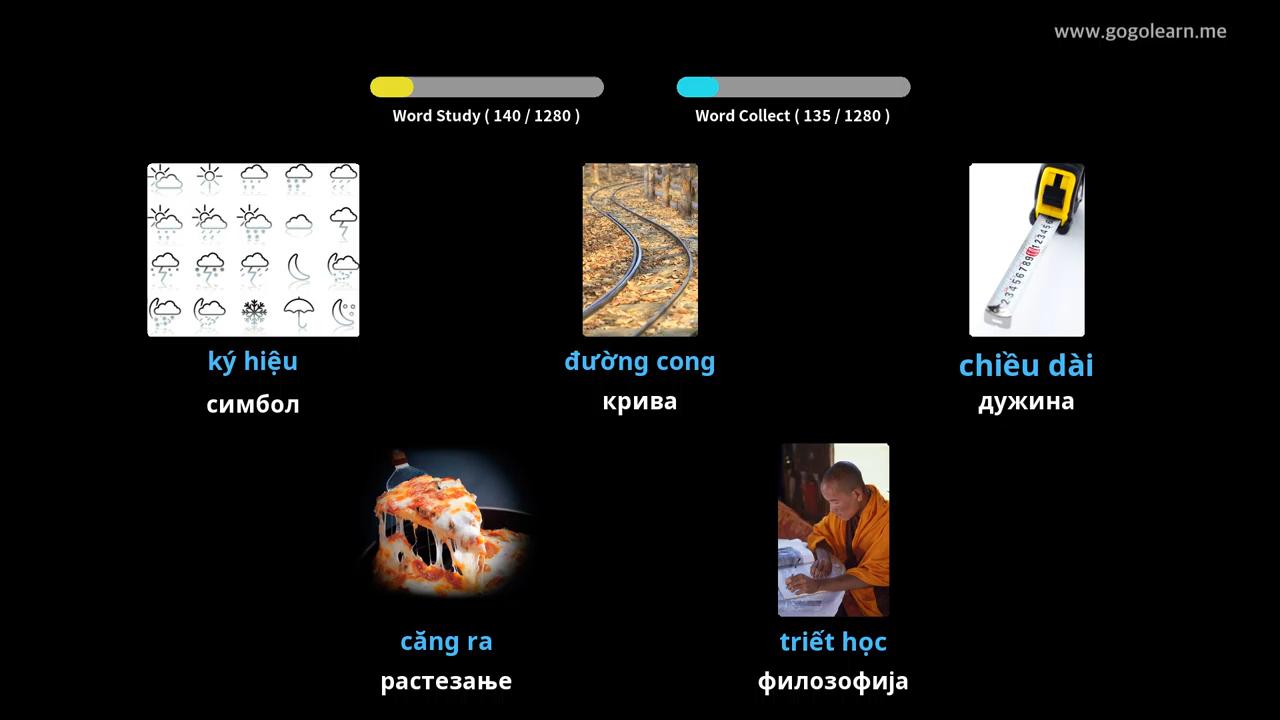 www.gogolearn.me
Word Study ( 140 / 1280 )
Word Collect ( 135 / 1280 )
ký hiệu
đường cong
chiều dài
симбол
крива
дужина
căng ra
triết học
растезање
филозофија